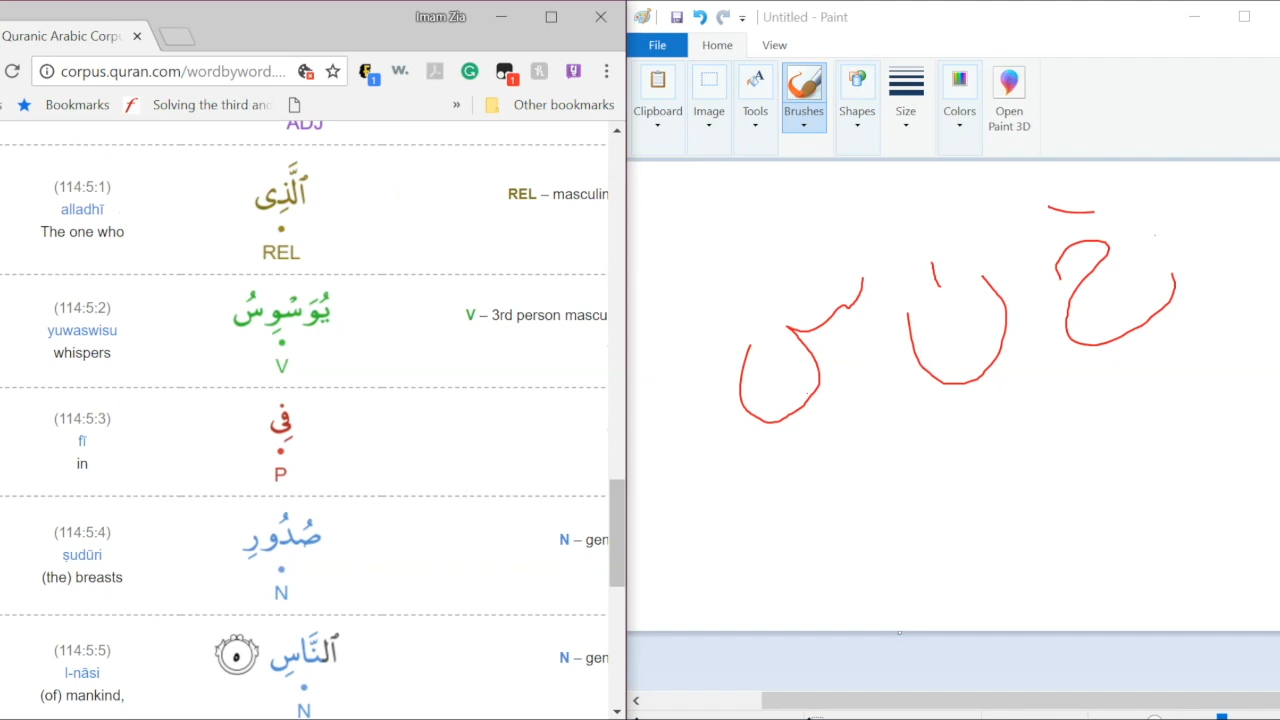 Imam Zia
Quranic Arabic Corpu
corpus.quran.com/wordbyword....
1
1
Bookmarks
Solving the third and
»
Other bookmarks
ADJ
(114:5:1)
alladhī
The one who
ٱلَّذِى
REL
REL – masculin
(114:5:2)
yuwaswisu
whispers
يُوَسْوِسُ
V
V – 3rd person mascu
(114:5:3)
fī
in
فِى
P
(114:5:4)
ṣudūri
(the) breasts
صُدُورِ
N
N – gen
(114:5:5)
l-nāsi
(of) mankind,
ٱلنَّاسِ ٥
N
N – gen
Untitled - Paint
File
Home
View
Clipboard
Image
Tools
Brushes
Shapes
Size
Colors
Open
Paint 3D